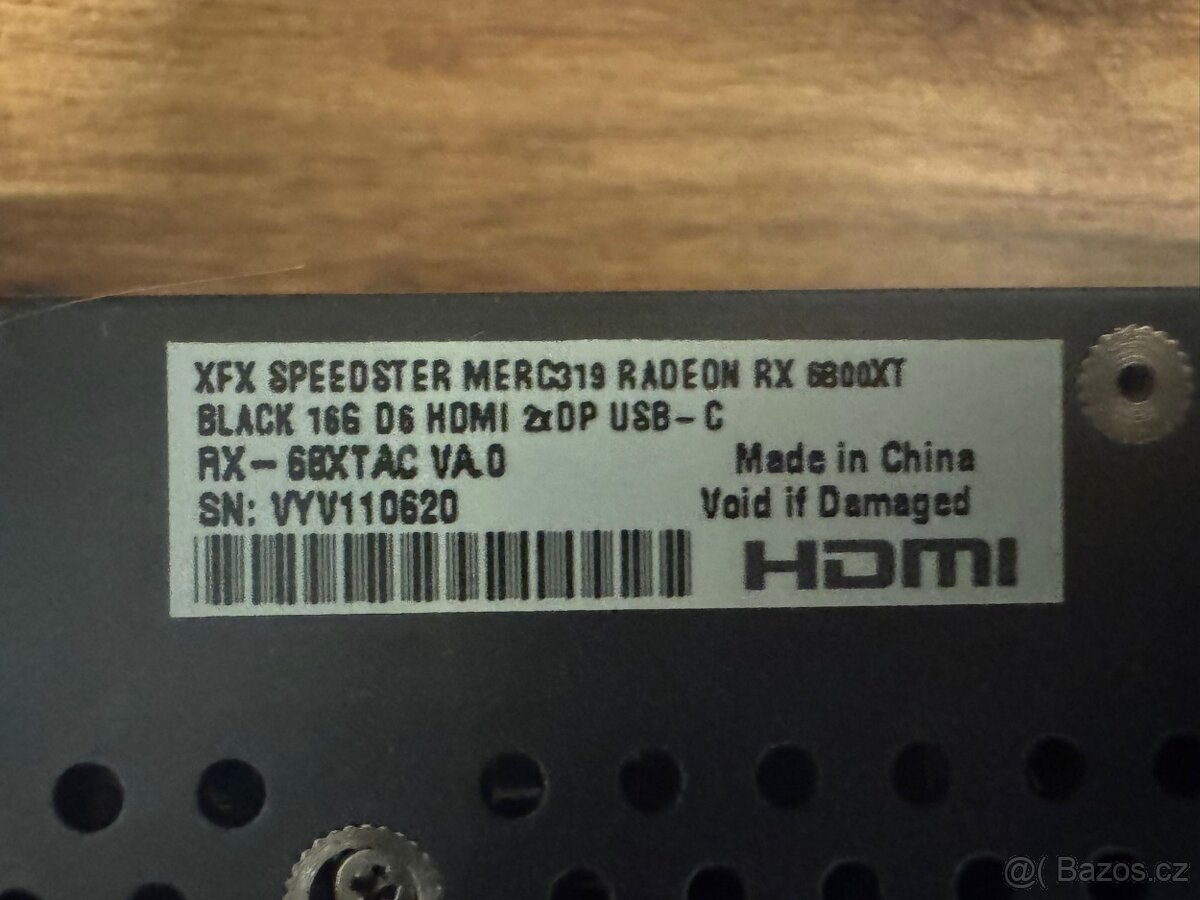 XFX SPEEDSTER MERC319 RADEON RX 6800XT
BLACK 16G D6 HDMI 2xDP USB-C
RX-68XTAC VA.0
Made in China
SN: VYV110620
Void if Damaged
HDMI
@( Bazos.cz